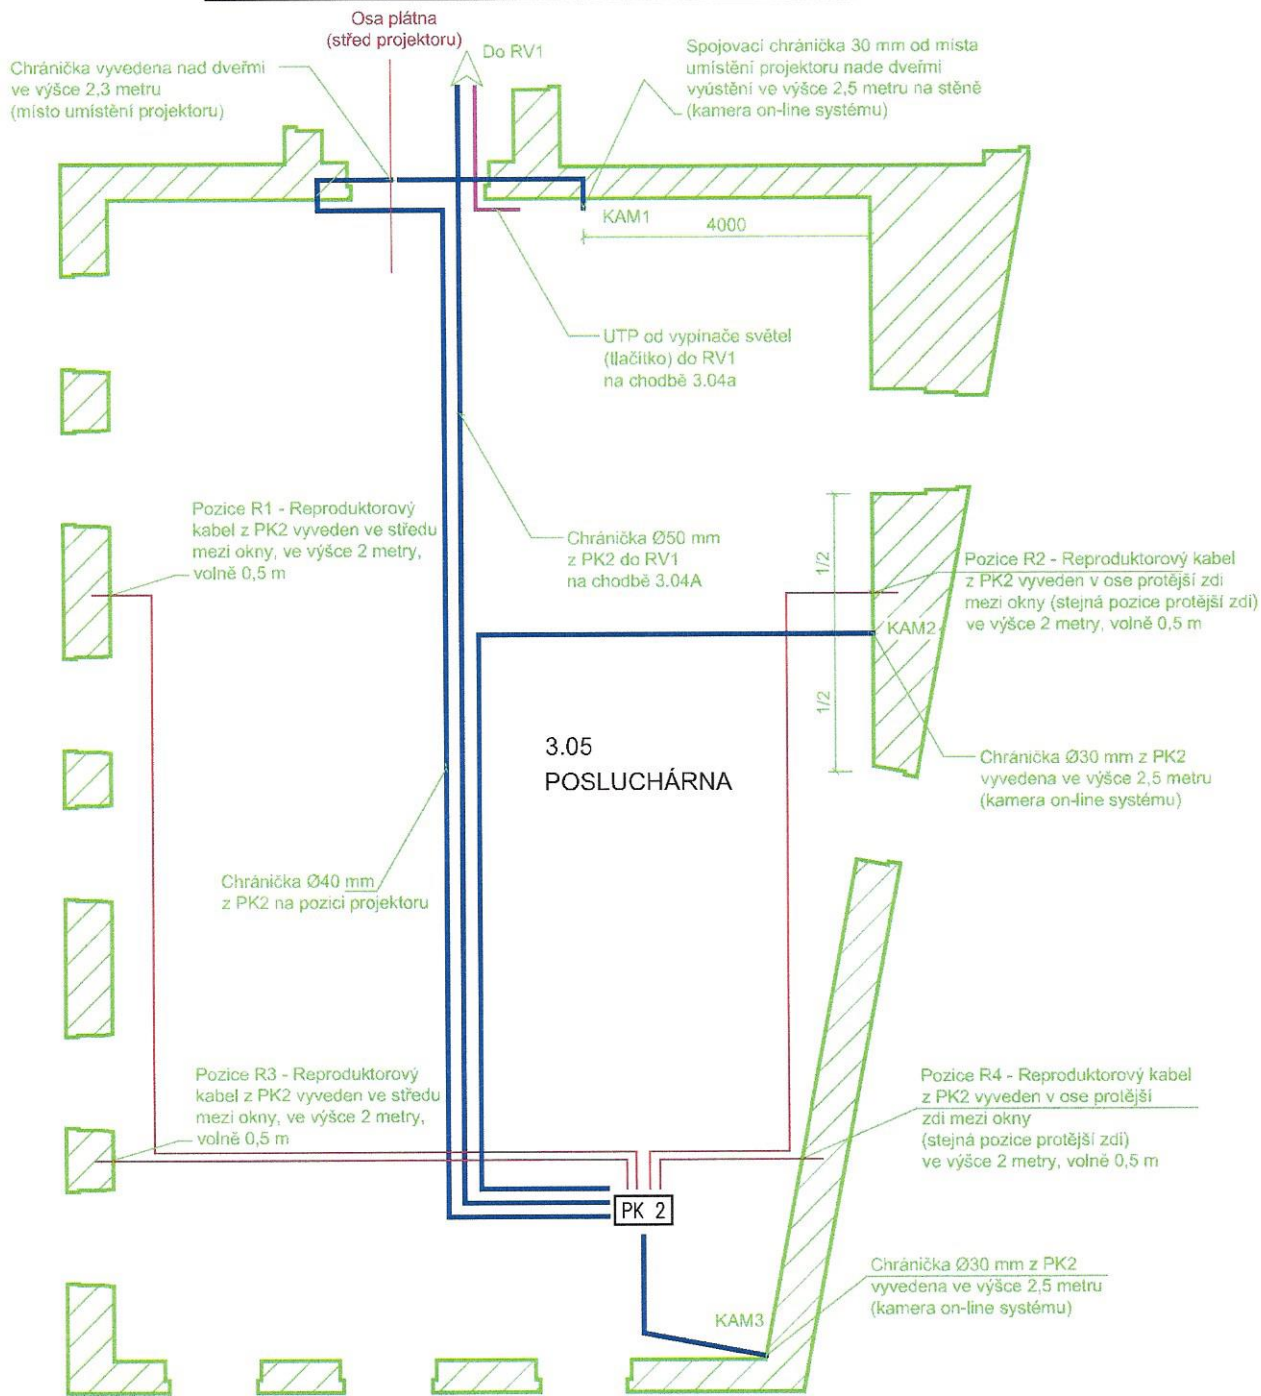 Osa plátna
(střed projektoru)
Do RV1
Chránička vyvedena nad dveřmi
ve výšce 2,3 metru
(místo umístění projektoru)
Spojovací chránička 30 mm od místa
umístění projektoru nade dveřmi
vyústění ve výšce 2,5 metru na stěně
(kamera on-line systému)
KAM1
4000
UTP od vypínače světel
(tlačítko) do RV1
na chodbě 3.04a
Pozice R1 - Reproduktorový
kabel z PK2 vyveden ve středu
mezi okny, ve výšce 2 metry,
volně 0,5 m
Chránička Ø50 mm
z PK2 do RV1
na chodbě 3.04A
1/2
Pozice R2 - Reproduktorový kabel
z PK2 vyveden v ose protější zdi
mezi okny (stejná pozice protější zdi)
ve výšce 2 metry, volně 0,5 m
KAM2
1/2
3.05
POSLUCHÁRNA
Chránička Ø30 mm z PK2
vyvedena ve výšce 2,5 metru
(kamera on-line systému)
Chránička Ø40 mm
z PK2 na pozici projektoru
Pozice R3 - Reproduktorový
kabel z PK2 vyveden ve středu
mezi okny, ve výšce 2 metry,
volně 0,5 m
Pozice R4 - Reproduktorový kabel
z PK2 vyveden v ose protější
zdi mezi okny
(stejná pozice protější zdi)
ve výšce 2 metry, volně 0,5 m
PK 2
Chránička Ø30 mm z PK2
vyvedena ve výšce 2,5 metru
(kamera on-line systému)
KAM3